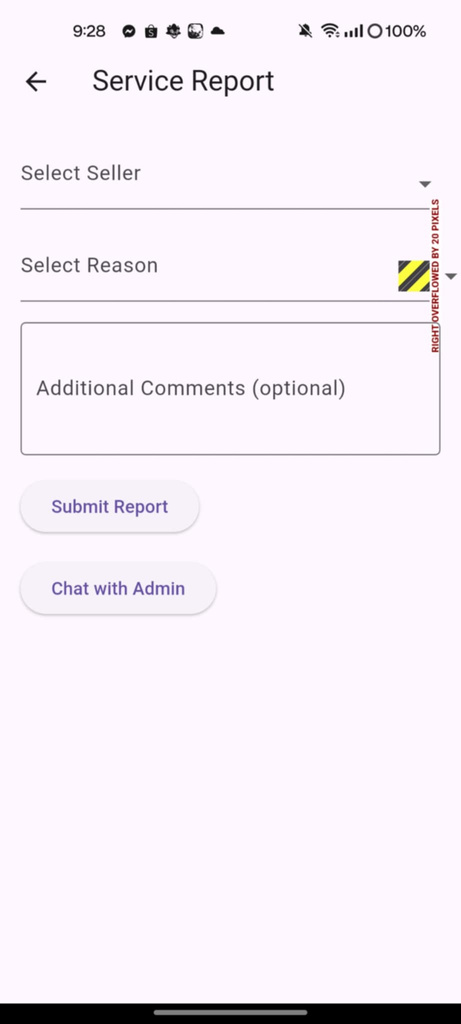 9:28
100%
Service Report
Select Seller
RIGHT OVERFLOWED BY 20 PIXELS
Select Reason
Additional Comments (optional)
Submit Report
Chat with Admin